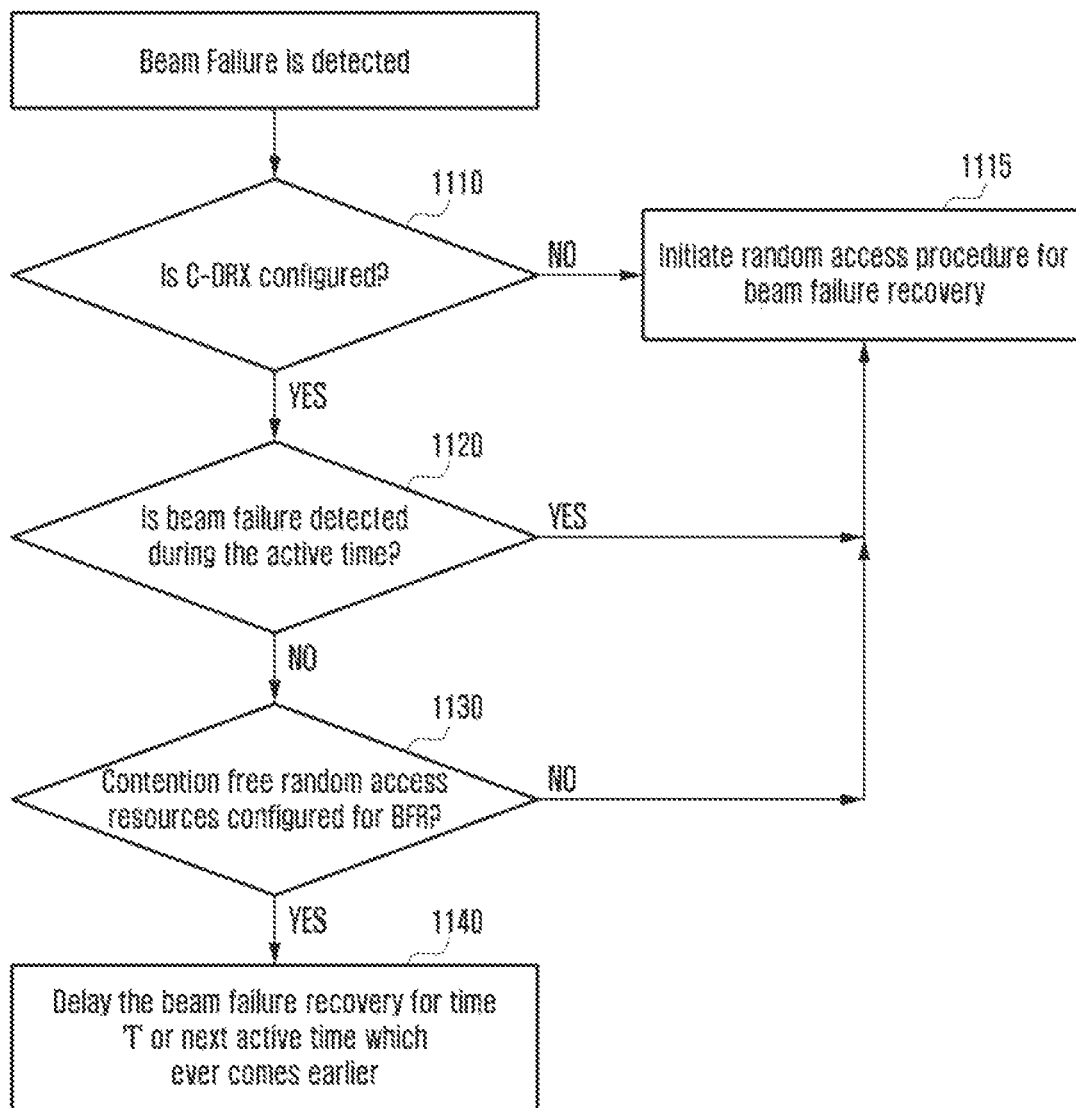 Beam Failure is detected
1110
1115
Is C-DRX configured?
NO
Initiate random access procedure for
beam failure recovery
YES
1120
Is beam failure detected
during the active time?
YES
NO
1130
Contention free random access
resources configured for BFR?
NO
YES
1140
Delay the beam failure recovery for time
'T' or next active time which
ever comes earlier